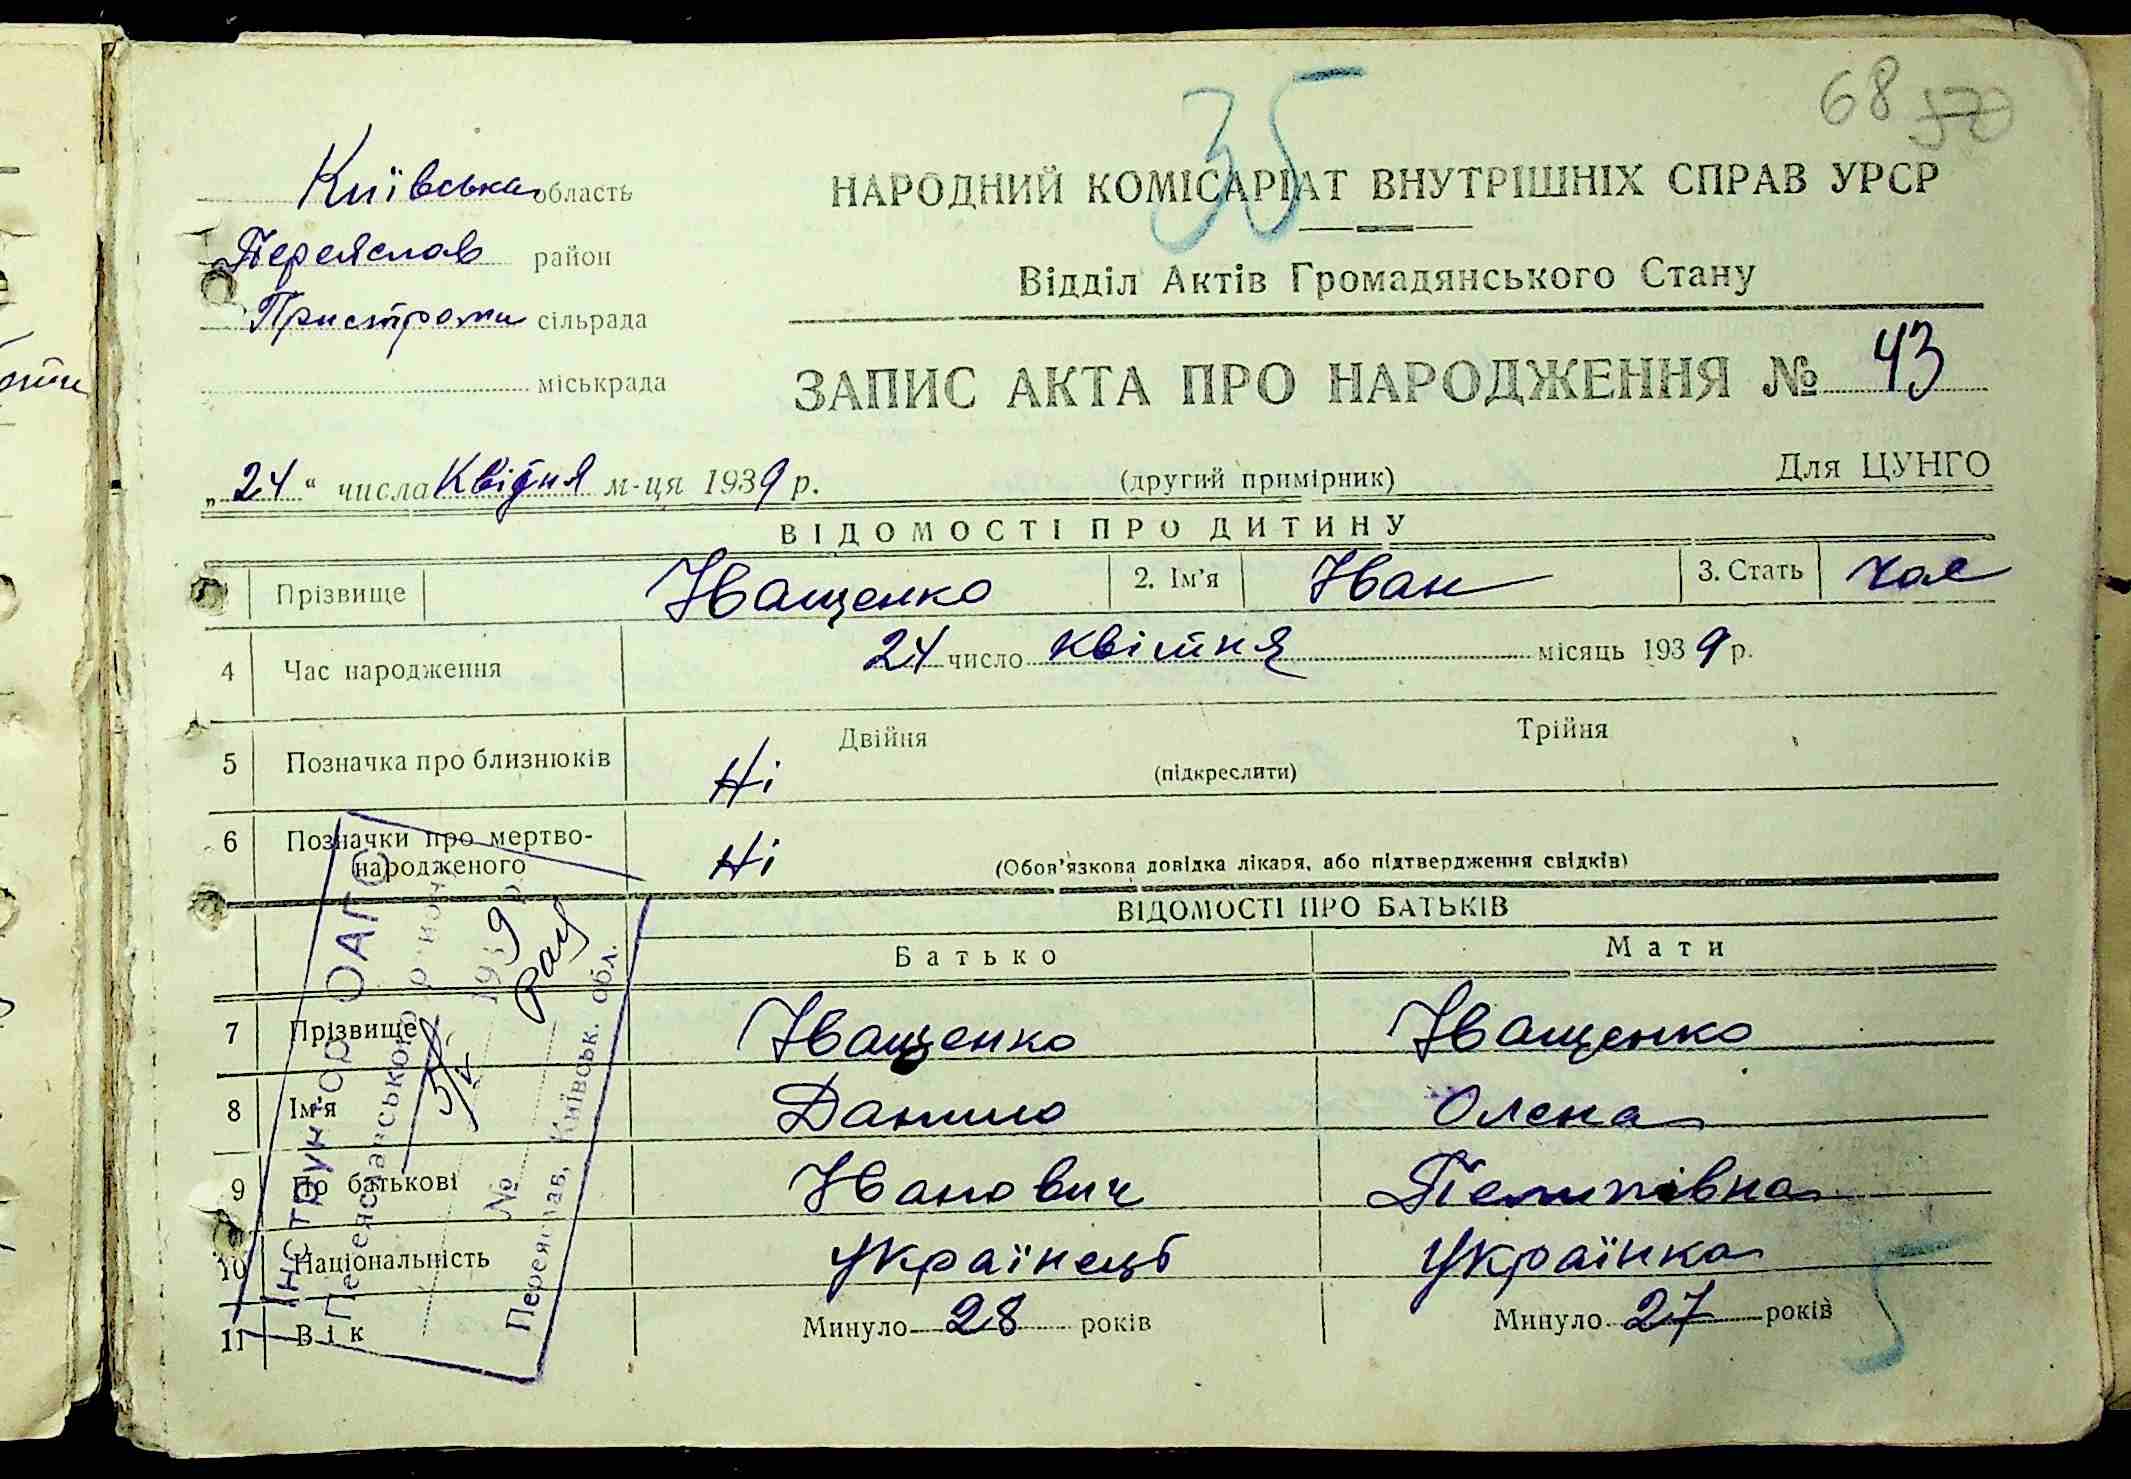 68 50
35
Київська область
НАРОДНИЙ КОМІСАРІАТ ВНУТРІШНІХ СПРАВ УРСР
Переяслав район
Відділ Актів Громадянського Стану
Пристроми сільрада
міськрада
ЗАПИС АКТА ПРО НАРОДЖЕННЯ № 43
„24“ числа Квітня м-ця 1939 р.
(другий примірник)
Для ЦУНГО
ВІДОМОСТІ ПРО ДИТИНУ
Прізвище Іващенко 2. Ім’я Іван 3. Стать чол
4 Час народження 24 число квітня місяць 1939 р.
5 Позначка про близнюків Ні Двійня Трійня
(підкреслити)
6 Позначки про мертво-
народженого Ні (Обов’язкова довідка лікаря, або підтвердження свідків)
ВІДОМОСТІ ПРО БАТЬКІВ
Батько Мати
7 Прізвище Іващенко Іващенко
8 Ім’я Данило Олена
9 По батькові Іванович Пилипівна
10 Національність Українець Українка
11 Вік Минуло 28 років Минуло 27 років
Інструктор ОАГС
Переяславського
1939 р.
№
Переяслав, Київськ. обл.